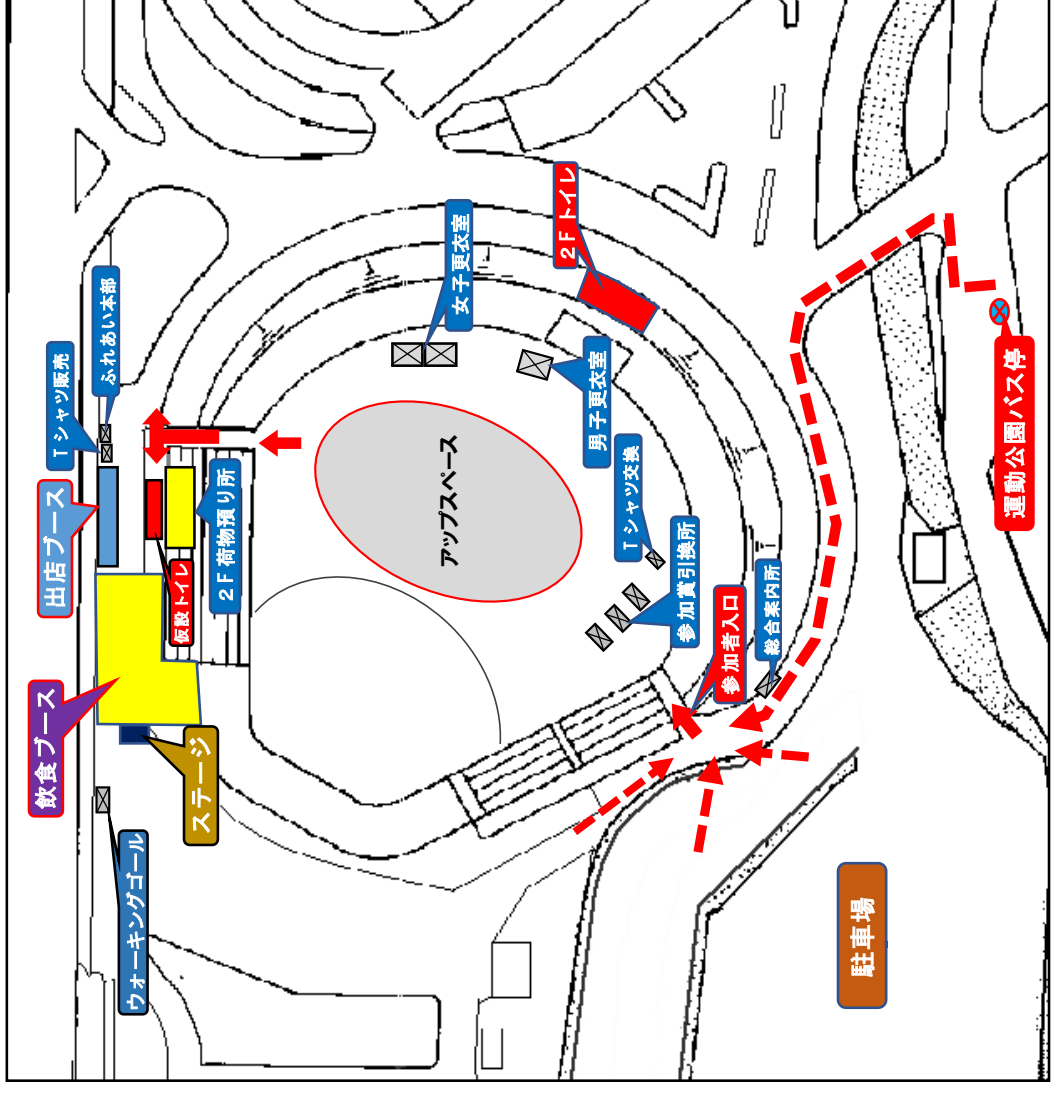 飲食ブース
出店ブース
Tシャツ販売
ふれあい本部
ウォーキングゴール
ステージ
仮設トイレ
2F荷物預り所
アップスペース
女子更衣室
2Fトイレ
男子更衣室
Tシャツ交換
参加賞引換所
参加者入口
総合案内所
駐車場
運動公園バス停